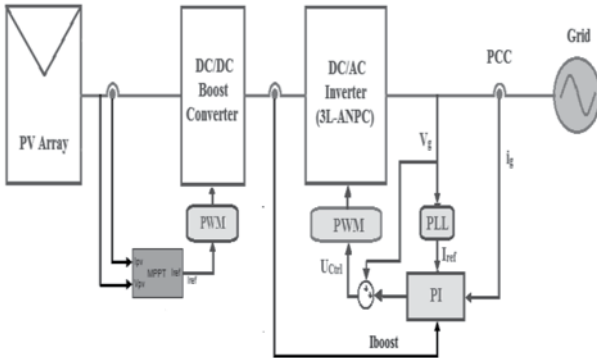 PV Array
DC/DC
Boost
Converter
DC/AC
Inverter
(3L-ANPC)
PCC
Grid
Vg
ig
PWM
PWM
PLL
Ipv
Vpv
MPPT
Iref
Iref
UCtrl
Iref
PI
Iboost